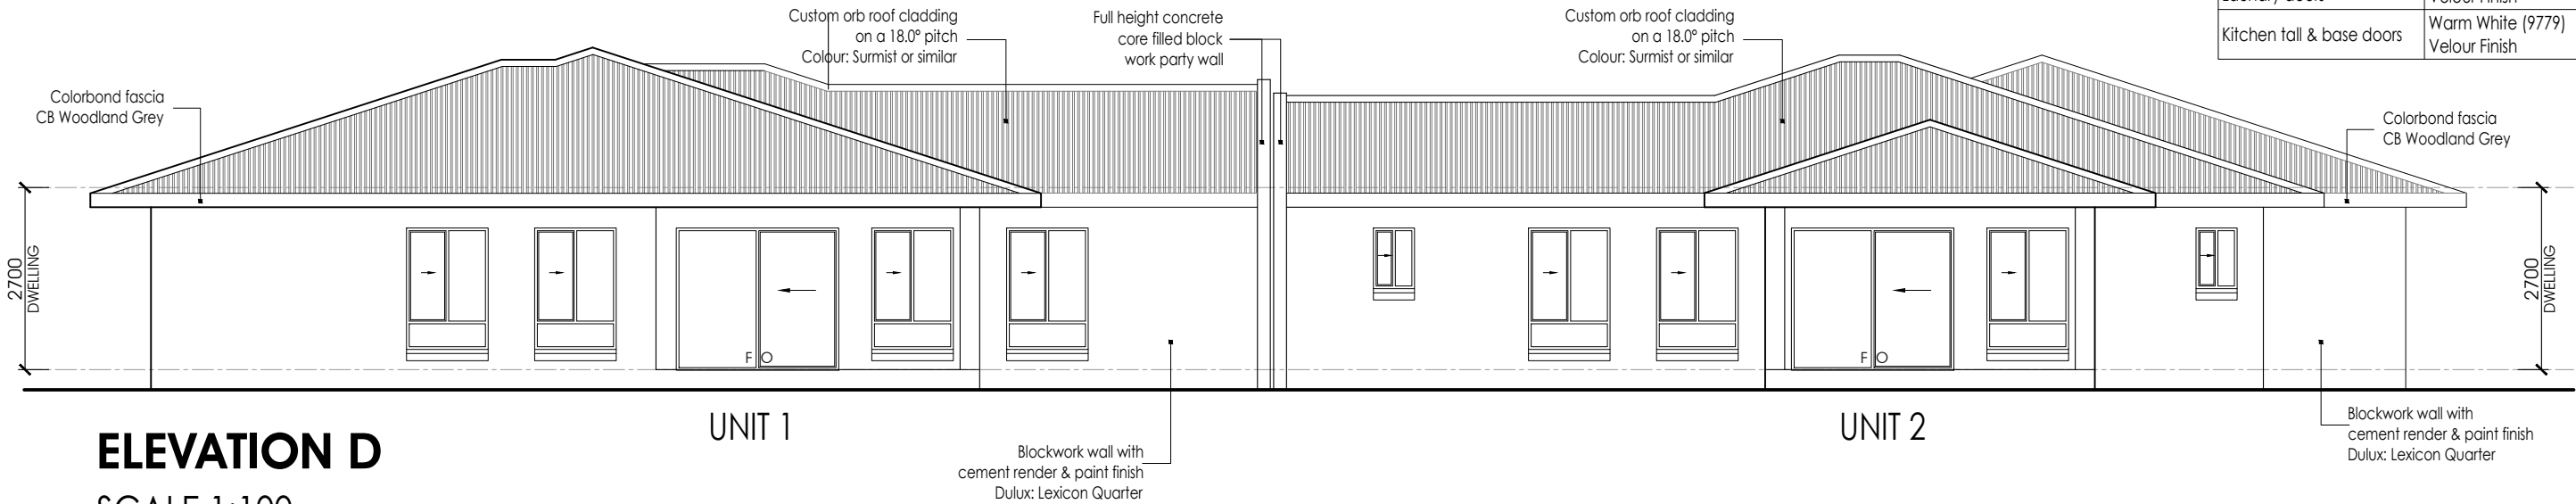 Velour Finish
Kitchen tall & base doors
Warm White (9779)
Velour Finish
Custom orb roof cladding
on a 18.0° pitch
Colour: Surmist or similar
Full height concrete
core filled block
work party wall
Custom orb roof cladding
on a 18.0° pitch
Colour: Surmist or similar
Colorbond fascia
CB Woodland Grey
Colorbond fascia
CB Woodland Grey
2700
DWELLING
F O
F O
2700
DWELLING
UNIT 1
UNIT 2
Blockwork wall with
cement render & paint finish
Dulux: Lexicon Quarter
Blockwork wall with
cement render & paint finish
Dulux: Lexicon Quarter
ELEVATION D
SCALE 1:100